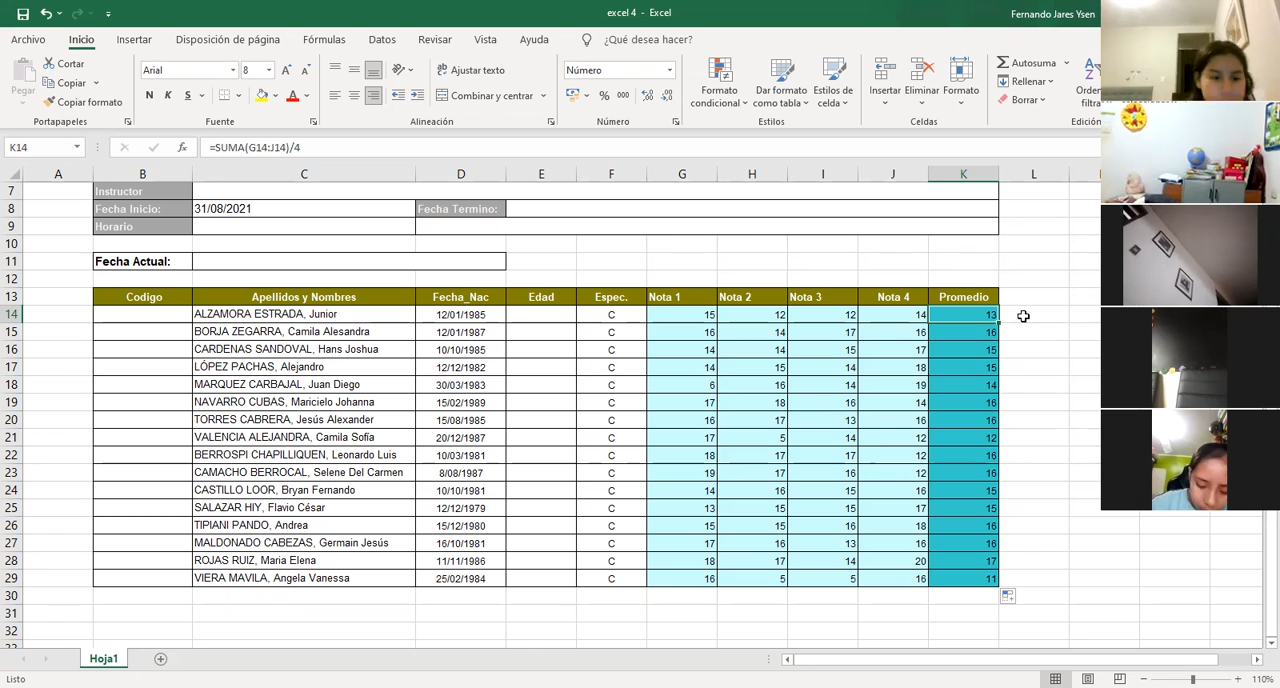 excel 4 - Excel
Fernando Jares Ysen
Archivo Inicio Insertar Disposición de página Fórmulas Datos Revisar Vista Ayuda ¿Qué desea hacer?
Pegar
Cortar
Copiar
Copiar formato
Portapapeles
Arial 8
N K S
Fuente
Ajustar texto
Combinar y centrar
Alineación
Número
% 000
Número
Formato condicional
Dar formato como tabla
Estilos de celda
Estilos
Insertar Eliminar Formato
Celdas
Autosuma
Rellenar
Borrar
Edición
K14 fx =SUMA(G14:J14)/4
A B C D E F G H I J K L
7 Instructor
8 Fecha Inicio: 31/08/2021 Fecha Termino:
9 Horario
10
11 Fecha Actual:
12
13 Codigo Apellidos y Nombres Fecha_Nac Edad Espec. Nota 1 Nota 2 Nota 3 Nota 4 Promedio
14 ALZAMORA ESTRADA, Junior 12/01/1985 C 15 12 12 14 13
15 BORJA ZEGARRA, Camila Alesandra 12/01/1987 C 16 14 17 16 16
16 CARDENAS SANDOVAL, Hans Joshua 10/10/1985 C 14 14 15 17 15
17 LÓPEZ PACHAS, Alejandro 12/12/1982 C 14 15 14 18 15
18 MARQUEZ CARBAJAL, Juan Diego 30/03/1983 C 6 16 14 19 14
19 NAVARRO CUBAS, Maricielo Johanna 15/02/1989 C 17 18 16 14 16
20 TORRES CABRERA, Jesús Alexander 15/08/1985 C 16 17 13 16 16
21 VALENCIA ALEJANDRA, Camila Sofía 20/12/1987 C 17 5 14 12 12
22 BERROSPI CHAPILLIQUEN, Leonardo Luis 10/03/1981 C 18 17 17 12 16
23 CAMACHO BERROCAL, Selene Del Carmen 8/08/1987 C 19 17 16 12 16
24 CASTILLO LOOR, Bryan Fernando 10/10/1981 C 14 16 15 16 15
25 SALAZAR HIY, Flavio César 12/12/1979 C 13 15 15 17 15
26 TIPIANI PANDO, Andrea 15/12/1980 C 15 15 16 18 16
27 MALDONADO CABEZAS, Germain Jesús 16/10/1981 C 17 16 13 16 16
28 ROJAS RUIZ, Maria Elena 11/11/1986 C 18 17 14 20 17
29 VIERA MAVILA, Angela Vanessa 25/02/1984 C 16 5 5 16 11
30
31
32
Hoja1
Listo
110%